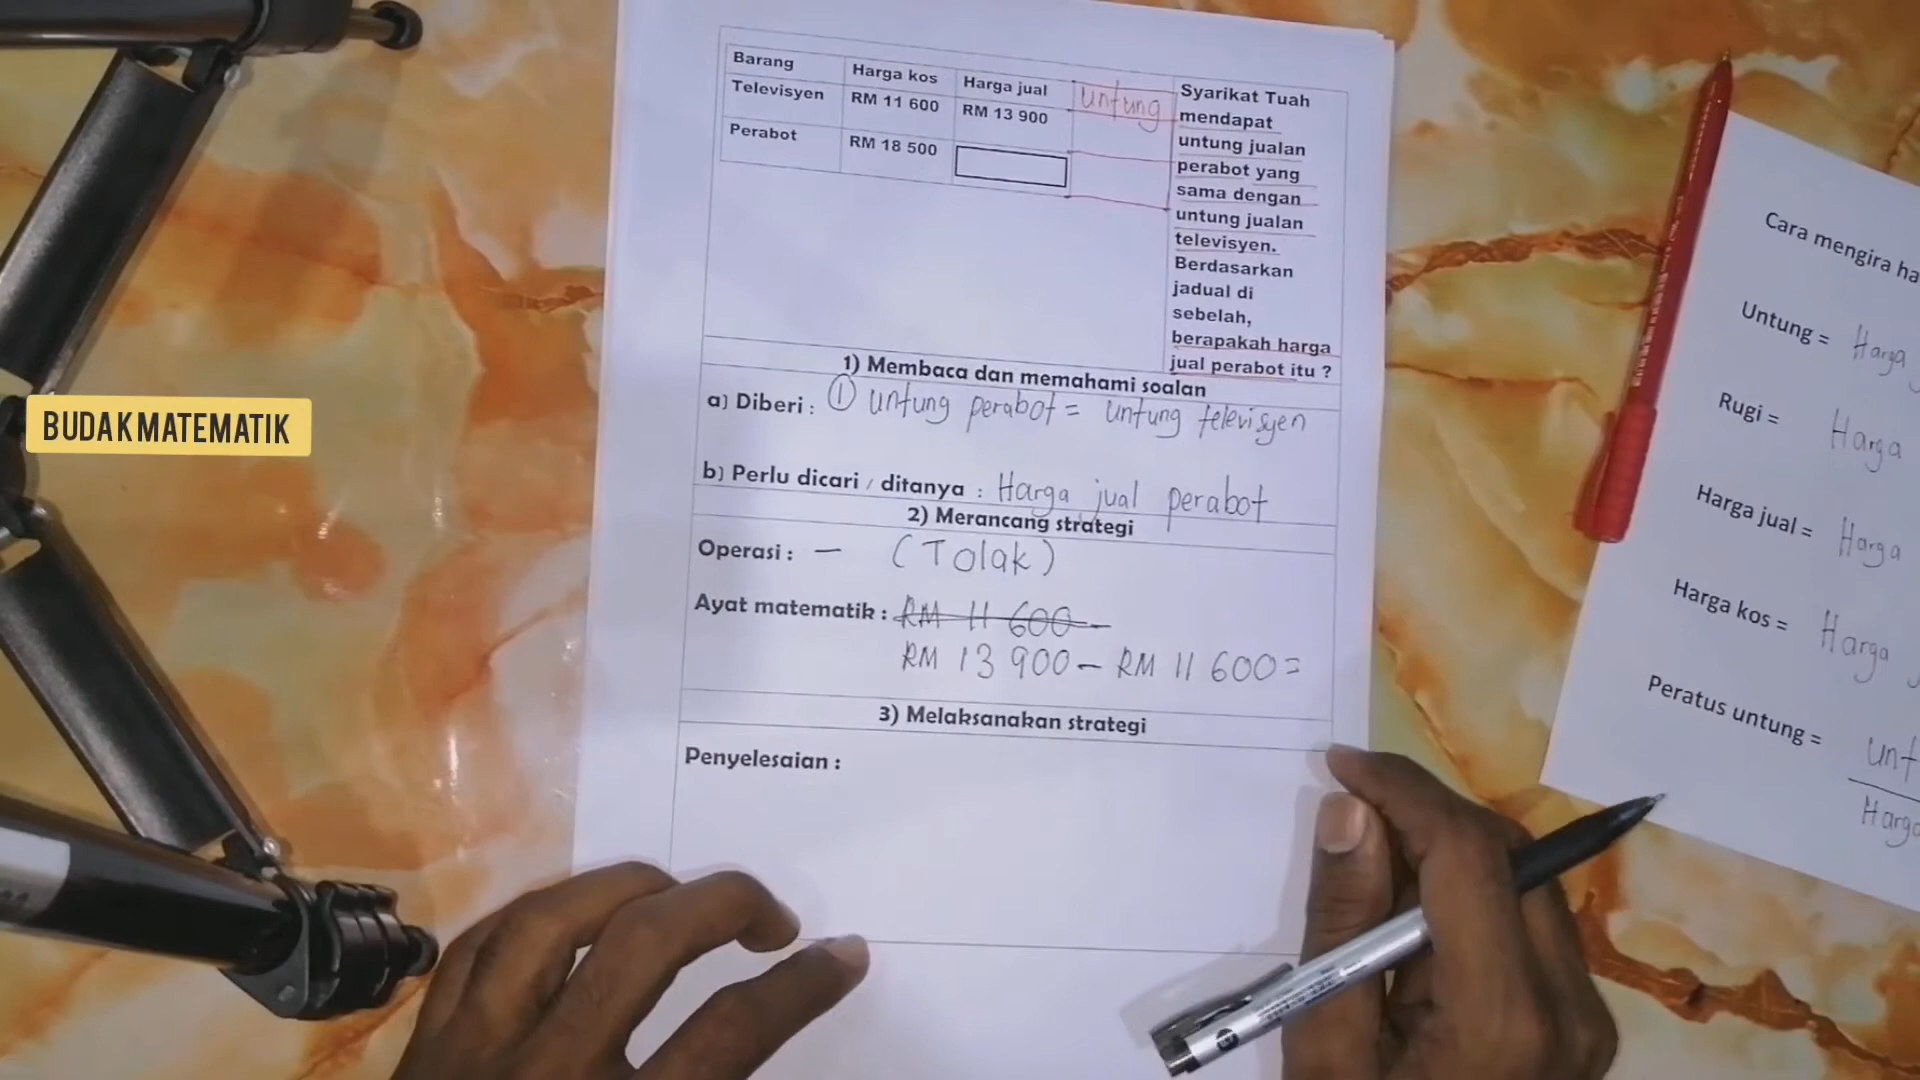 Barang Harga kos Harga jual untung
Televisyen RM 11 600 RM 13 900
Perabot RM 18 500
Syarikat Tuah
mendapat
untung jualan
perabot yang
sama dengan
untung jualan
televisyen.
Berdasarkan
jadual di
sebelah,
berapakah harga
jual perabot itu ?
1) Membaca dan memahami soalan
a) Diberi : ① untung perabot = untung televisyen
b) Perlu dicari / ditanya : Harga jual perabot
2) Merancang strategi
Operasi : — (Tolak)
Ayat matematik : RM 11 600 —
RM 13 900 — RM 11 600 =
3) Melaksanakan strategi
Penyelesaian :
BUDAK MATEMATIK
Cara mengira ha
Untung = Harga
Rugi = Harga
Harga jual = Harga
Harga kos = Harga
Peratus untung = unt
Harga